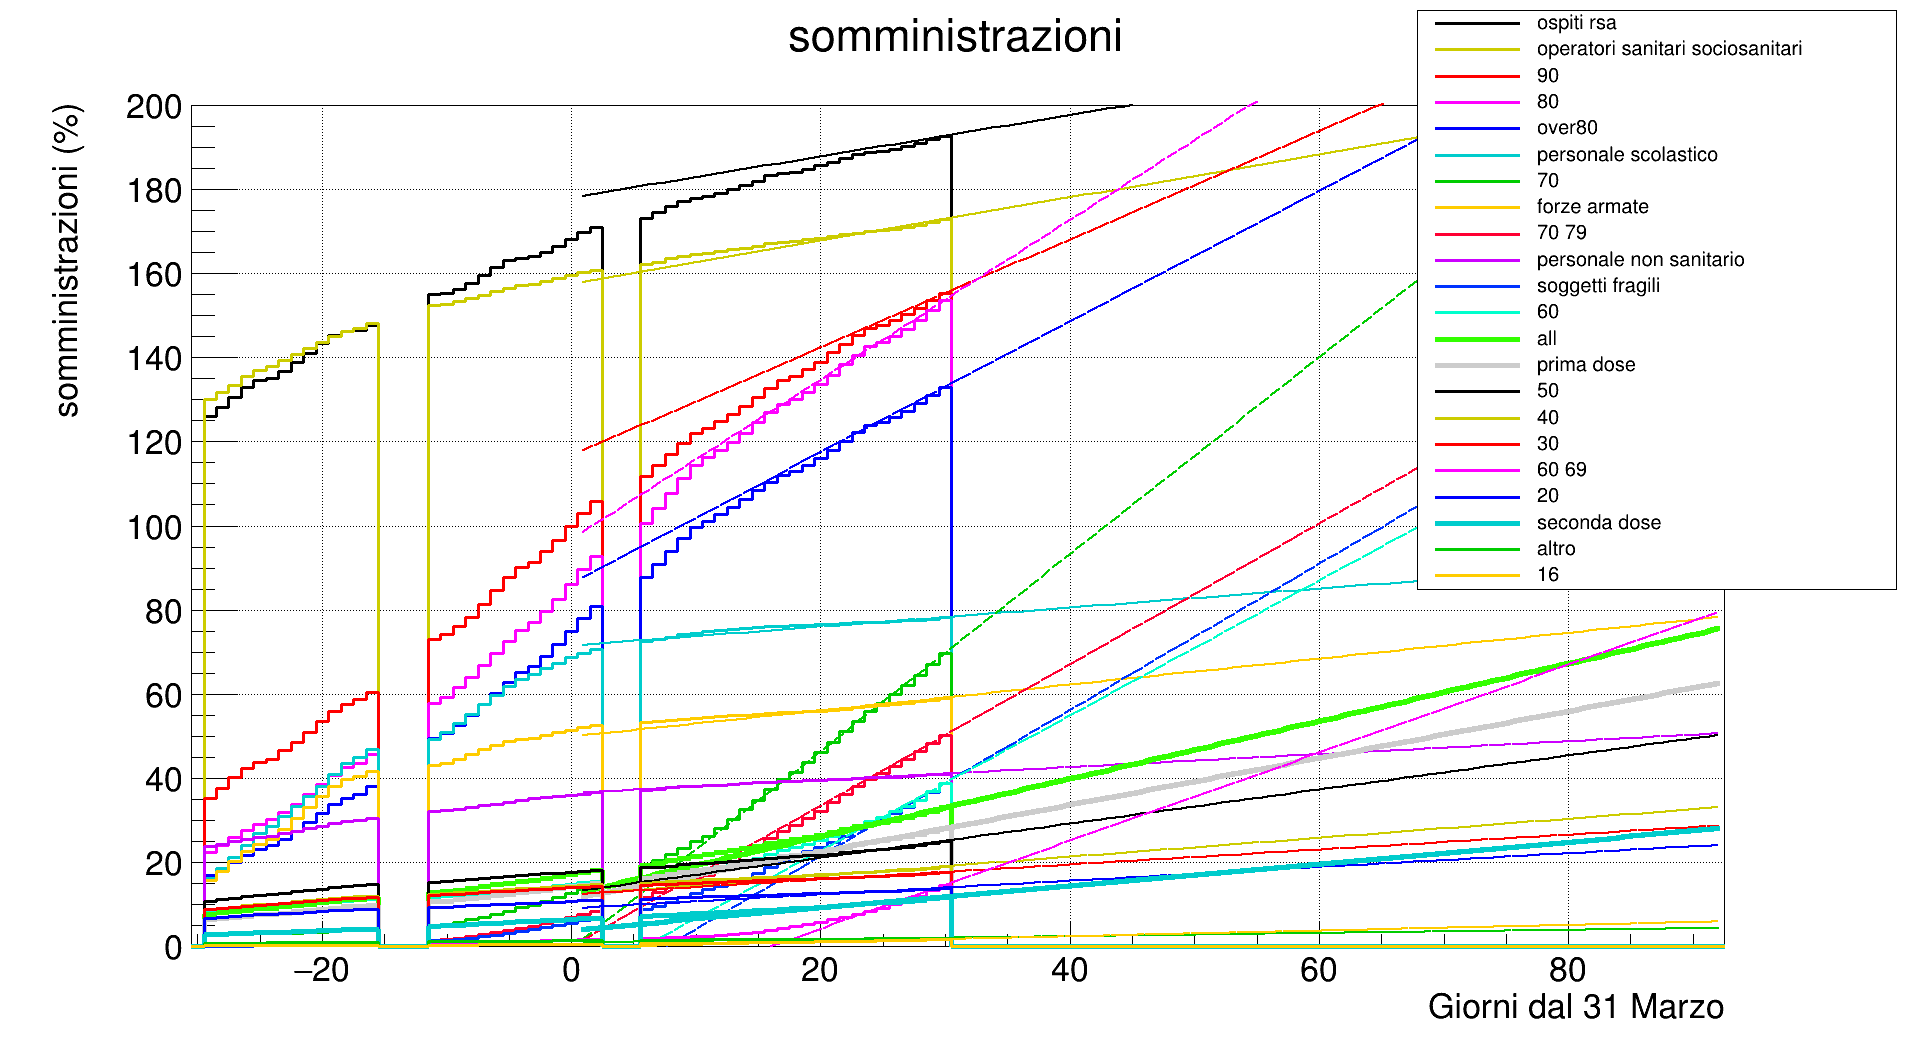 somministrazioni
ospiti rsa
operatori sanitari sociosanitari
90
80
over80
personale scolastico
70
forze armate
70 79
personale non sanitario
soggetti fragili
60
all
prima dose
50
40
30
60 69
20
seconda dose
altro
16
somministrazioni (%)
200
180
160
140
120
100
80
60
40
20
0
−20 0 20 40 60 80
Giorni dal 31 Marzo